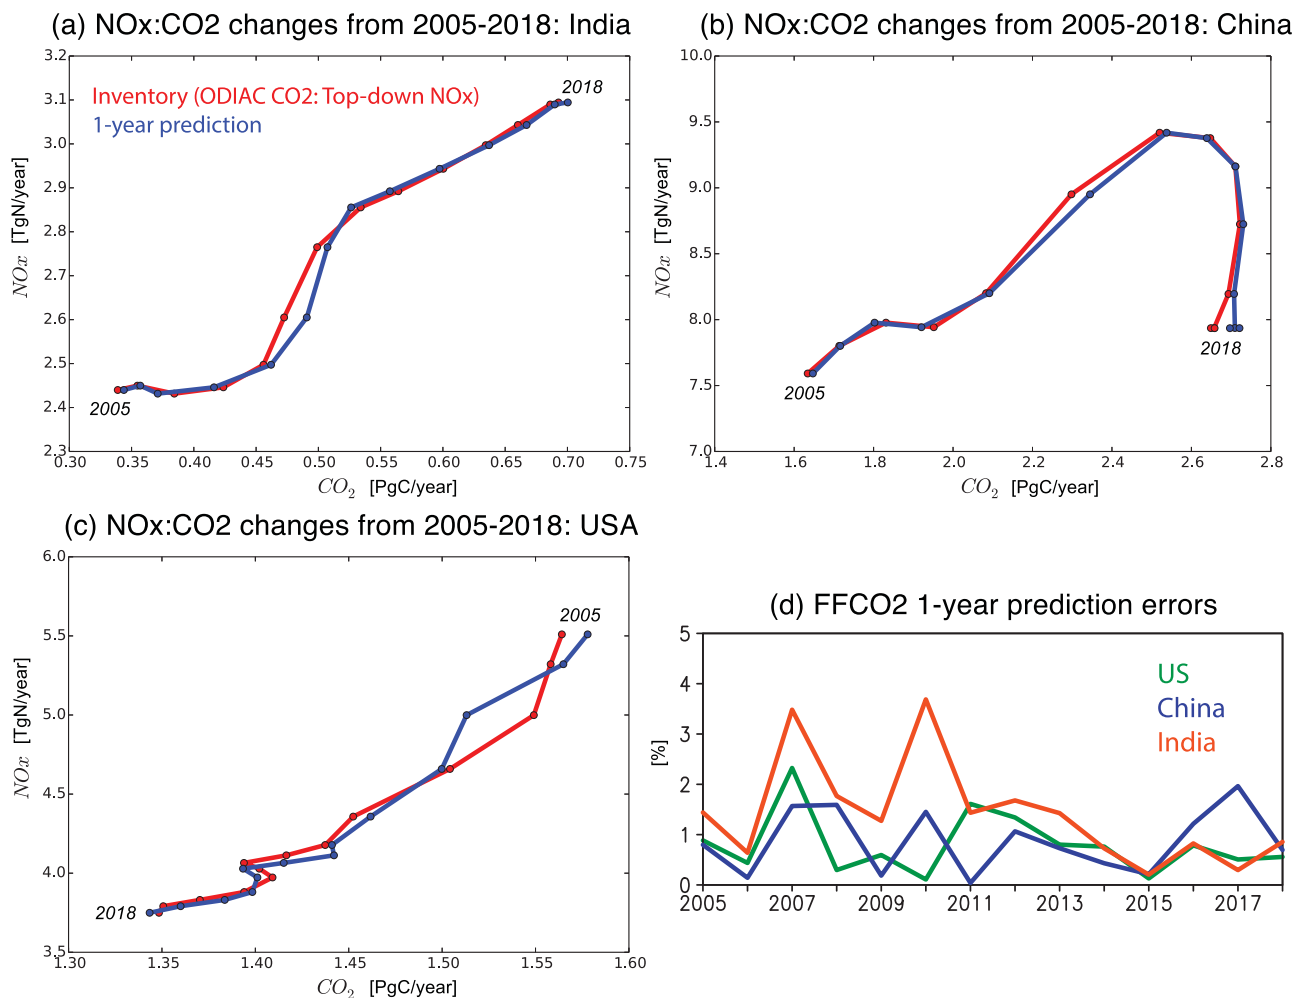 (a) NOx:CO2 changes from 2005-2018: India
3.2
3.1
3.0
2.9
2.8
2.7
2.6
2.5
2.4
2.3
NOx [TgN/year]
Inventory (ODIAC CO2: Top-down NOx)
1-year prediction
2018
2005
0.30 0.35 0.40 0.45 0.50 0.55 0.60 0.65 0.70 0.75
CO2 [PgC/year]
(b) NOx:CO2 changes from 2005-2018: China
10.0
9.5
9.0
8.5
8.0
7.5
7.0
NOx [TgN/year]
2005
2018
1.4 1.6 1.8 2.0 2.2 2.4 2.6 2.8
CO2 [PgC/year]
(c) NOx:CO2 changes from 2005-2018: USA
6.0
5.5
5.0
4.5
4.0
3.5
NOx [TgN/year]
2005
2018
1.30 1.35 1.40 1.45 1.50 1.55 1.60
CO2 [PgC/year]
(d) FFCO2 1-year prediction errors
5
4
3
2
1
0
[%]
US
China
India
2005 2007 2009 2011 2013 2015 2017